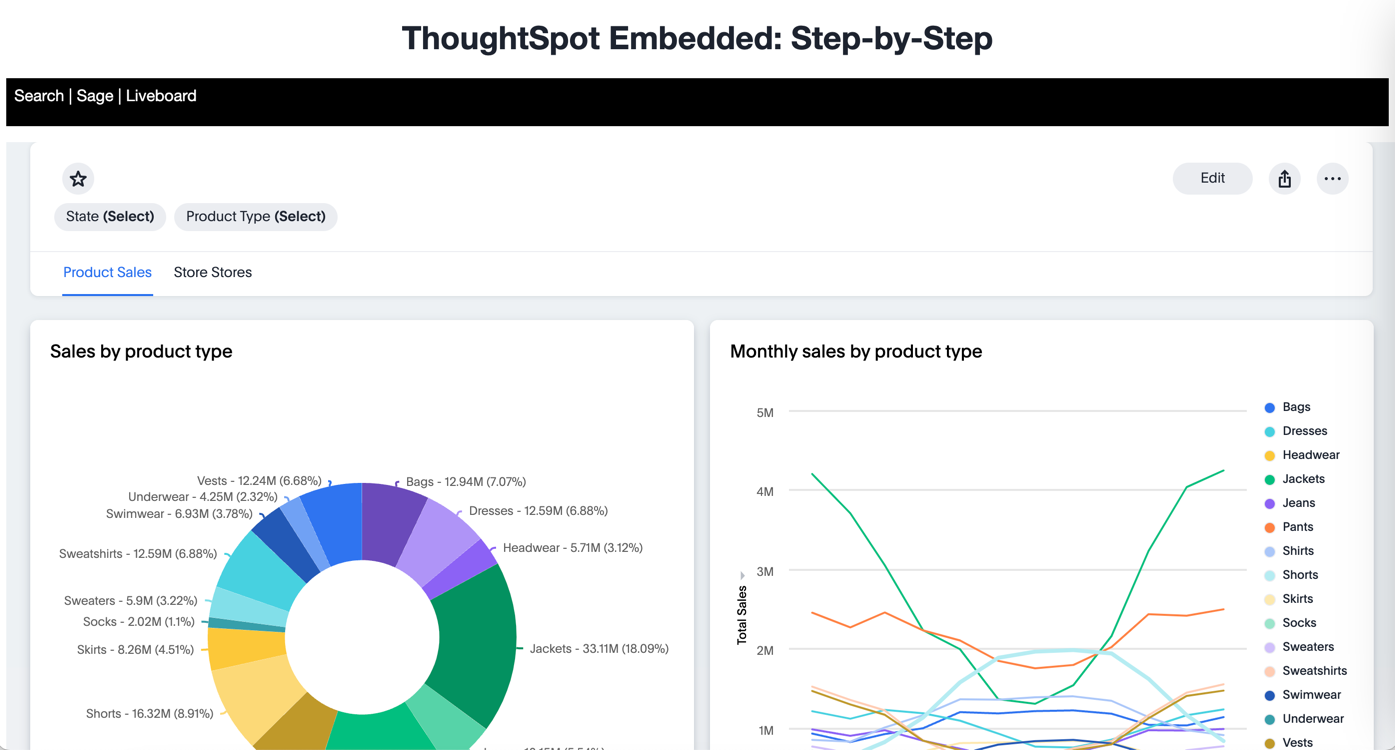 ThoughtSpot Embedded: Step-by-Step
Search | Sage | Liveboard
Edit
State (Select)
Product Type (Select)
Product Sales
Store Stores
Sales by product type
Vests - 12.24M (6.68%)
Bags - 12.94M (7.07%)
Underwear - 4.25M (2.32%)
Dresses - 12.59M (6.88%)
Swimwear - 6.93M (3.78%)
Headwear - 5.71M (3.12%)
Sweatshirts - 12.59M (6.88%)
Sweaters - 5.9M (3.22%)
Socks - 2.02M (1.1%)
Skirts - 8.26M (4.51%)
Jackets - 33.11M (18.09%)
Shorts - 16.32M (8.91%)
Monthly sales by product type
Total Sales
5M
4M
3M
2M
1M
Bags
Dresses
Headwear
Jackets
Jeans
Pants
Shirts
Shorts
Skirts
Socks
Sweaters
Sweatshirts
Swimwear
Underwear
Vests